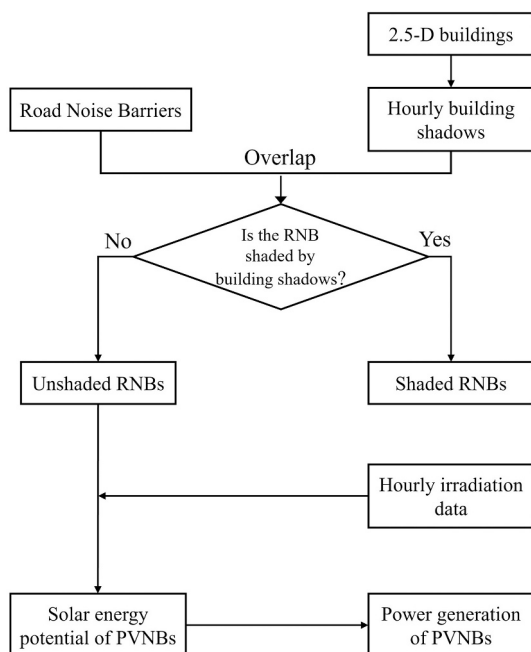 2.5-D buildings
Road Noise Barriers
Hourly building
shadows
Overlap
No
Is the RNB
shaded by
building shadows?
Yes
Unshaded RNBs
Shaded RNBs
Hourly irradiation
data
Solar energy
potential of PVNBs
Power generation
of PVNBs